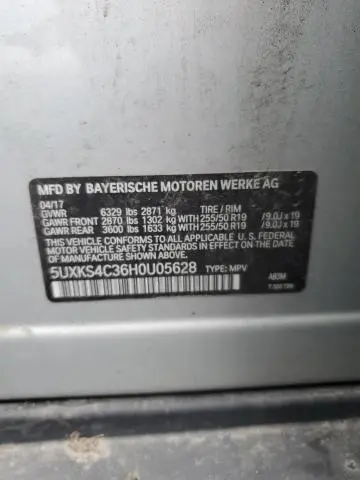 MFD BY BAYERISCHE MOTOREN WERKE AG
04/17
GVWR 6329 lbs 2871 kg TIRE / RIM
GAWR FRONT 2870 lbs 1302 kg WITH 255/50 R19 /9.0J x 19
GAWR REAR 3600 lbs 1633 kg WITH 255/50 R19 /9.0J x 19
THIS VEHICLE CONFORMS TO ALL APPLICABLE U.S. FEDERAL
MOTOR VEHICLE SAFETY STANDARDS IN EFFECT ON THE
DATE OF MANUFACTURE SHOWN ABOVE.
5UXKS4C36H0U05628 TYPE: MPV